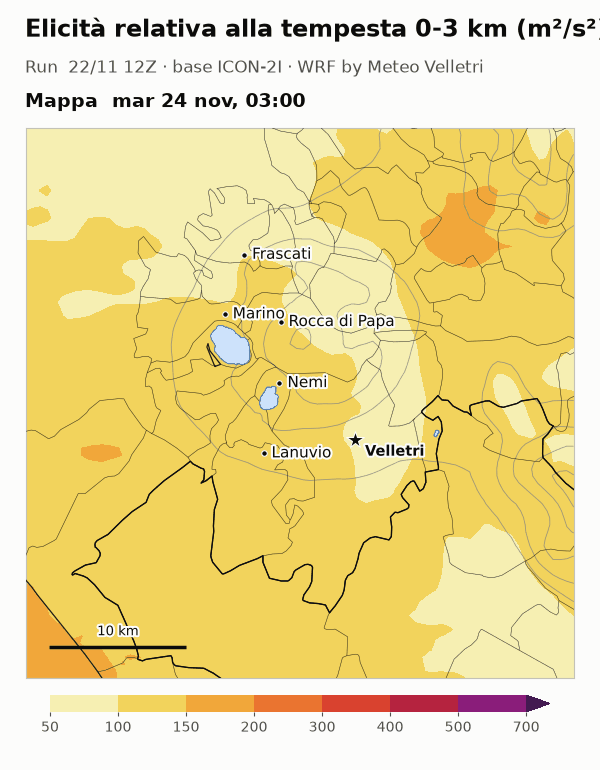 Elicità relativa alla tempesta 0-3 km (m²/s²)
Run 22/11 12Z · base ICON-2I · WRF by Meteo Velletri
Mappa mar 24 nov, 03:00
Frascati
Marino
Rocca di Papa
Nemi
Velletri
Lanuvio
10 km
50 100 150 200 300 400 500 700